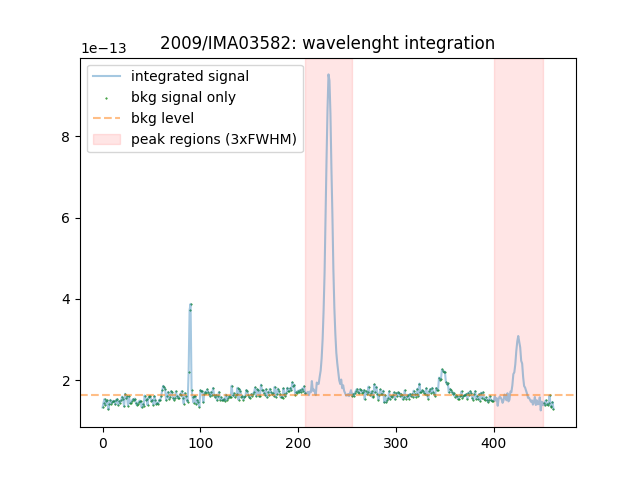 2009/IMA03582: wavelenght integration
1e−13
integrated signal
bkg signal only
bkg level
peak regions (3xFWHM)
8
6
4
2
0 100 200 300 400